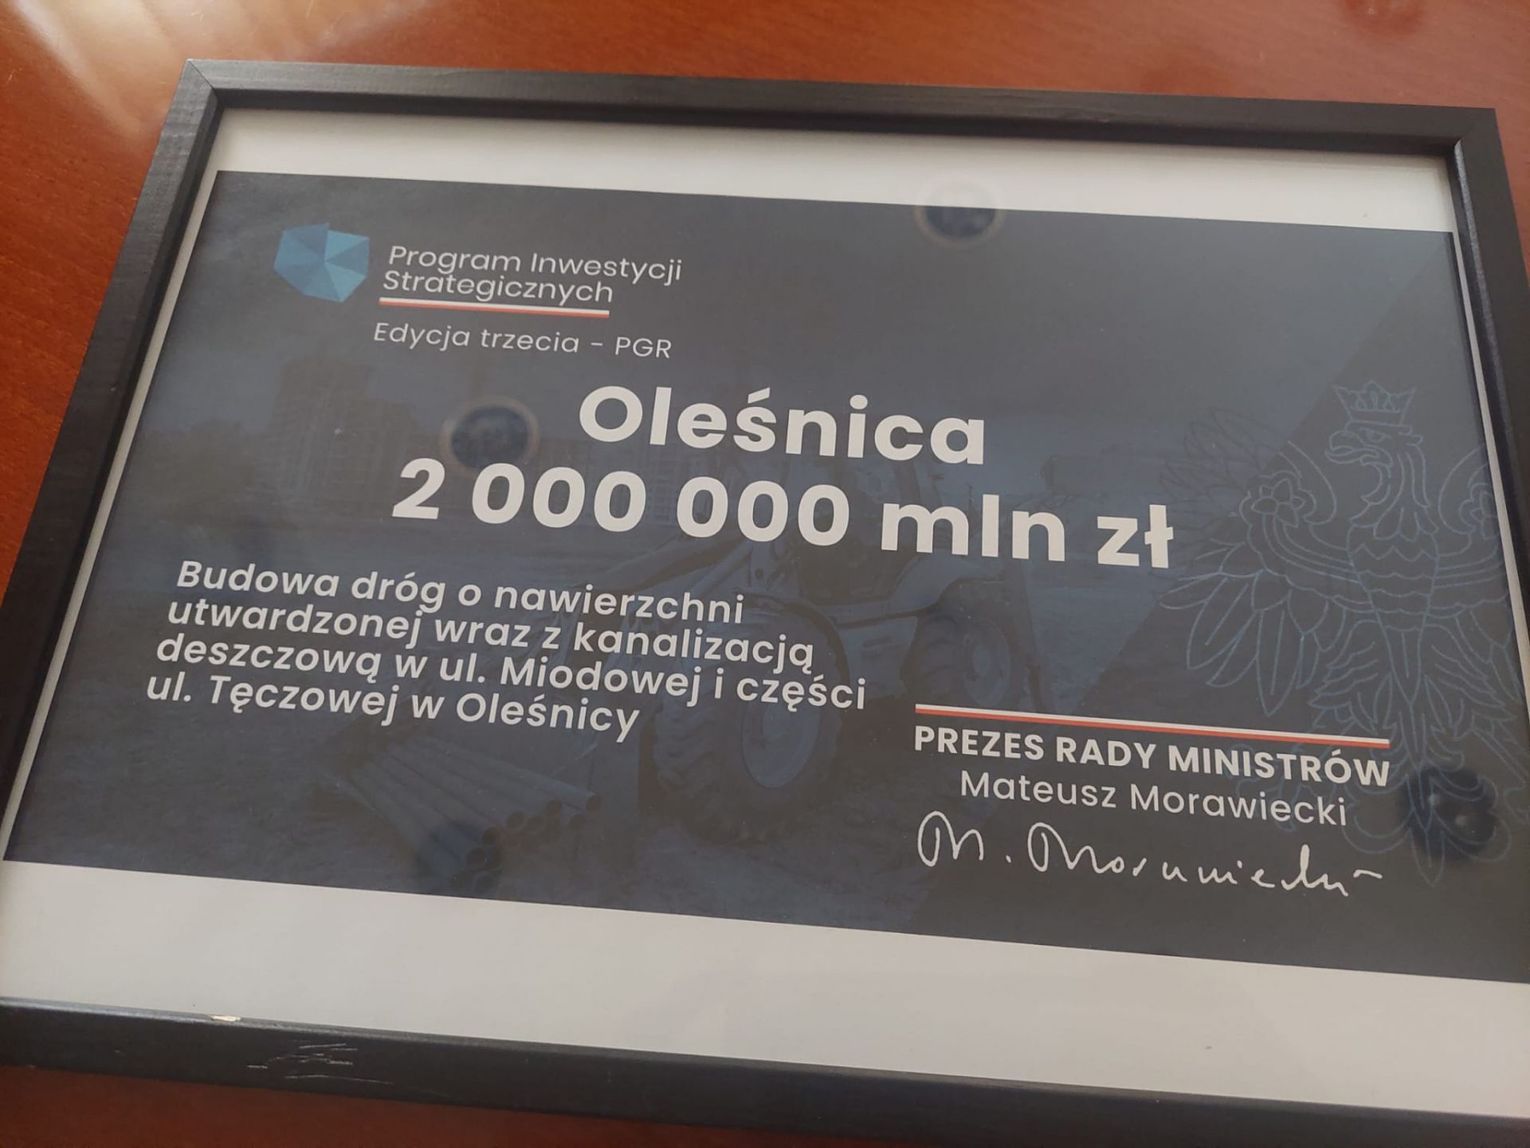 Program Inwestycji
Strategicznych
Edycja trzecia - PGR
Oleśnica
2 000 000 mln zł
Budowa dróg o nawierzchni
utwardzonej wraz z kanalizacją
deszczową w ul. Miodowej i części
ul. Tęczowej w Oleśnicy
PREZES RADY MINISTRÓW
Mateusz Morawiecki
M. Morawiecki